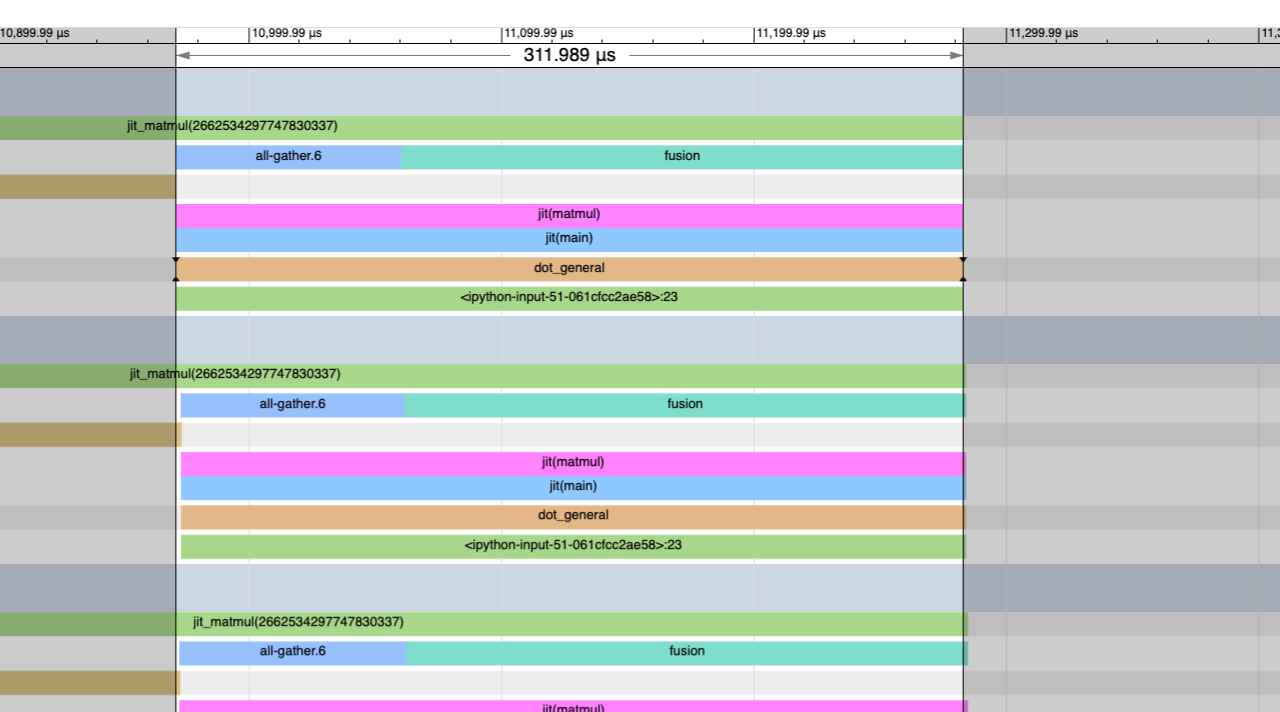 10,899.99 µs 10,999.99 µs 11,099.99 µs 11,199.99 µs 11,299.99 µs
311.989 µs
jit_matmul(2662534297747830337)
all-gather.6 fusion
jit(matmul)
jit(main)
dot_general
<ipython-input-51-061cfcc2ae58>:23
jit_matmul(2662534297747830337)
all-gather.6 fusion
jit(matmul)
jit(main)
dot_general
<ipython-input-51-061cfcc2ae58>:23
jit_matmul(2662534297747830337)
all-gather.6 fusion
jit(matmul)